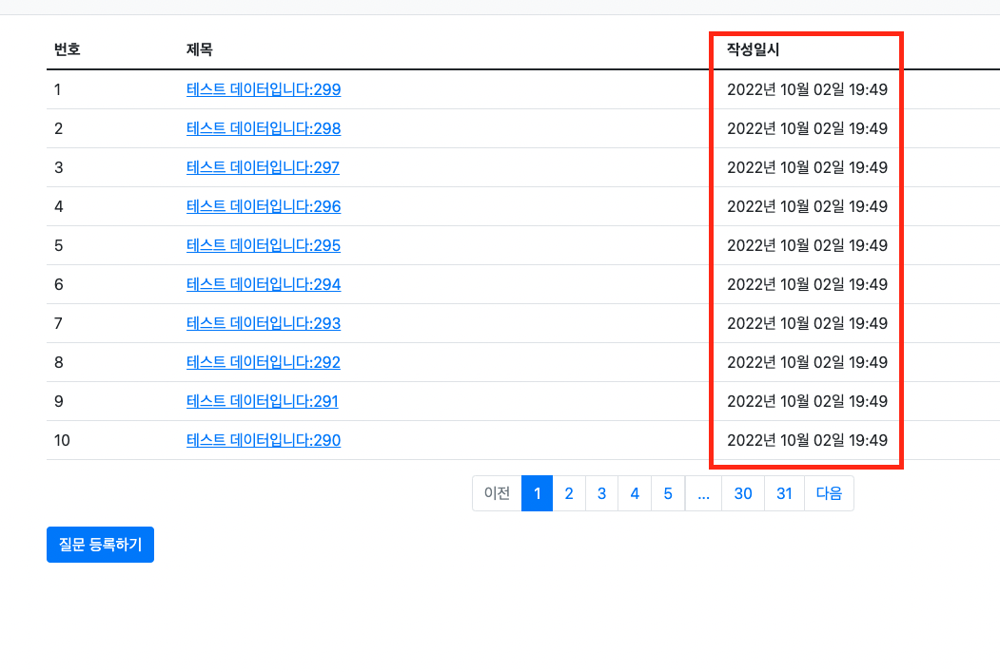 번호 제목 작성일시
1 테스트 데이터입니다:299 2022년 10월 02일 19:49
2 테스트 데이터입니다:298 2022년 10월 02일 19:49
3 테스트 데이터입니다:297 2022년 10월 02일 19:49
4 테스트 데이터입니다:296 2022년 10월 02일 19:49
5 테스트 데이터입니다:295 2022년 10월 02일 19:49
6 테스트 데이터입니다:294 2022년 10월 02일 19:49
7 테스트 데이터입니다:293 2022년 10월 02일 19:49
8 테스트 데이터입니다:292 2022년 10월 02일 19:49
9 테스트 데이터입니다:291 2022년 10월 02일 19:49
10 테스트 데이터입니다:290 2022년 10월 02일 19:49
이전 1 2 3 4 5 ... 30 31 다음
질문 등록하기